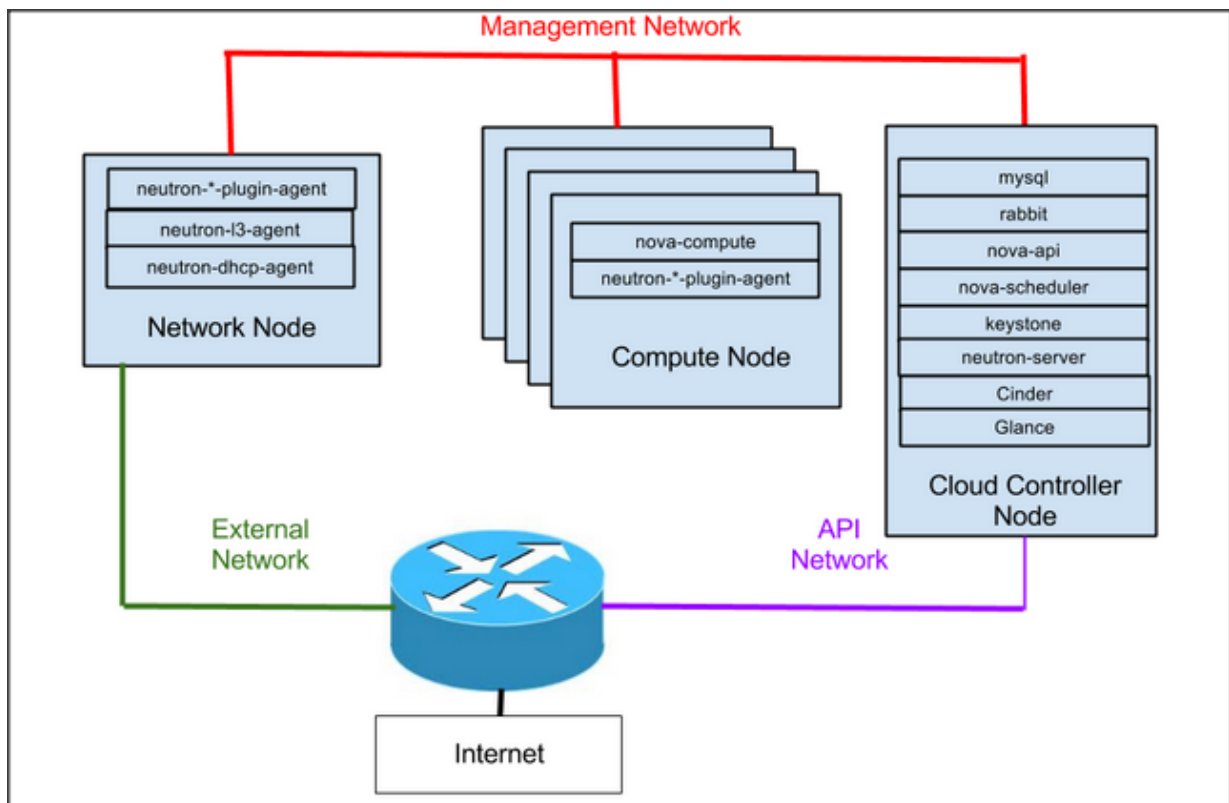 Management Network
neutron-*-plugin-agent
neutron-l3-agent
neutron-dhcp-agent
Network Node
nova-compute
neutron-*-plugin-agent
Compute Node
mysql
rabbit
nova-api
nova-scheduler
keystone
neutron-server
Cinder
Glance
Cloud Controller
Node
External
Network
API
Network
Internet